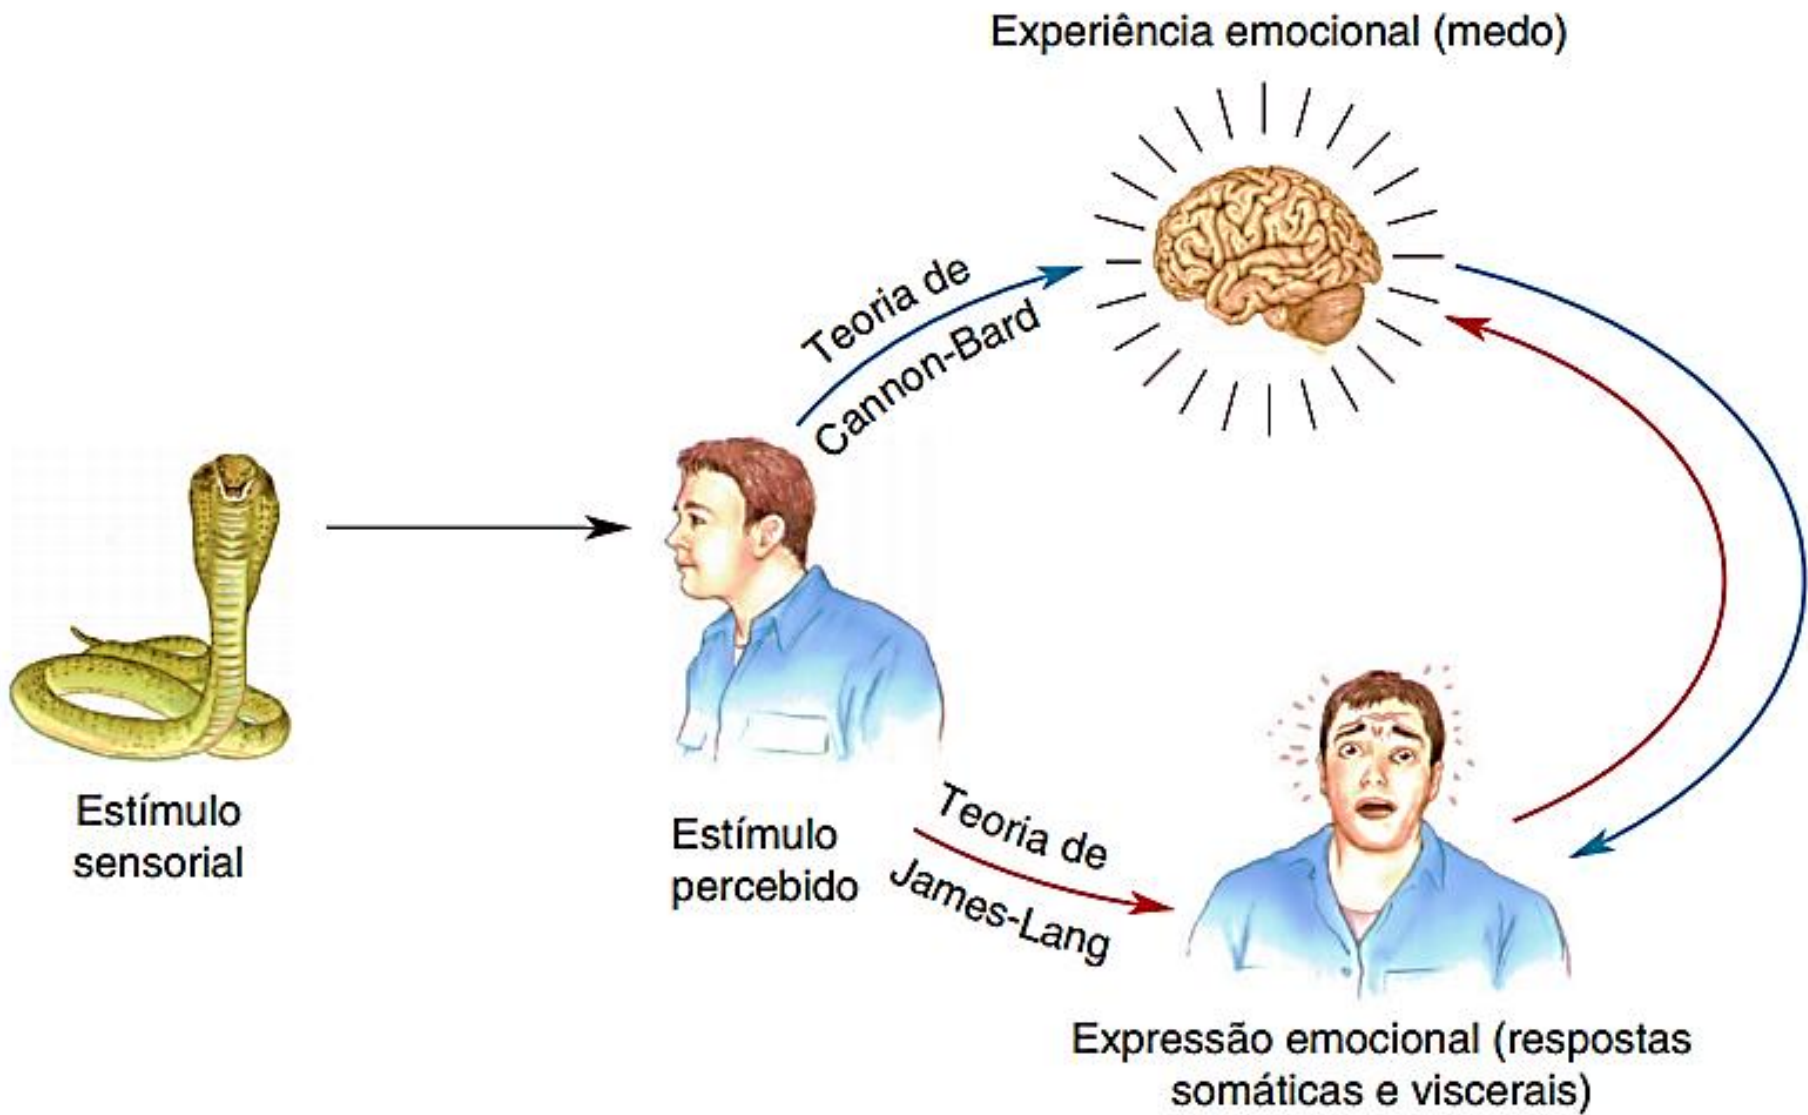 Experiência emocional (medo)
Teoria de
Cannon-Bard
Estímulo
sensorial
Estímulo
percebido
Teoria de
James-Lang
Expressão emocional (respostas
somáticas e viscerais)